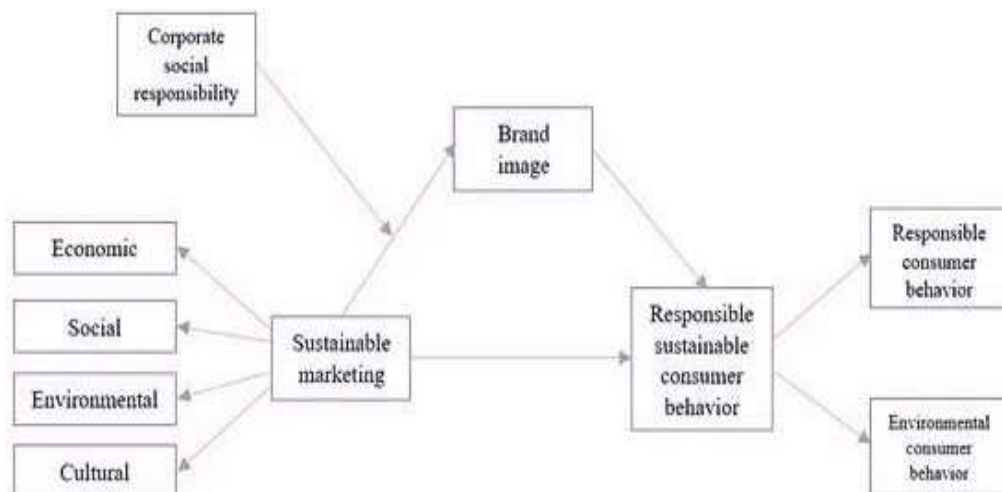 Corporate
social
responsibility
Brand
image
Economic
Social
Environmental
Cultural
Sustainable
marketing
Responsible
sustainable
consumer
behavior
Responsible
consumer
behavior
Environmental
consumer
behavior